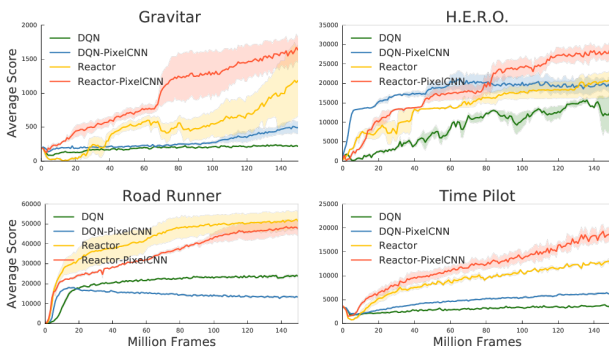 Gravitar
H.E.R.O.
Average Score
2000
1500
1000
500
0
DQN
DQN-PixelCNN
Reactor
Reactor-PixelCNN
0 20 40 60 80 100 120 140
35000
30000
25000
20000
15000
10000
5000
0
DQN
DQN-PixelCNN
Reactor
Reactor-PixelCNN
0 20 40 60 80 100 120 140
Road Runner
Time Pilot
Average Score
60000
50000
40000
30000
20000
10000
0
DQN
DQN-PixelCNN
Reactor
Reactor-PixelCNN
0 20 40 60 80 100 120 140
Million Frames
25000
20000
15000
10000
5000
0
DQN
DQN-PixelCNN
Reactor
Reactor-PixelCNN
0 20 40 60 80 100 120 140
Million Frames